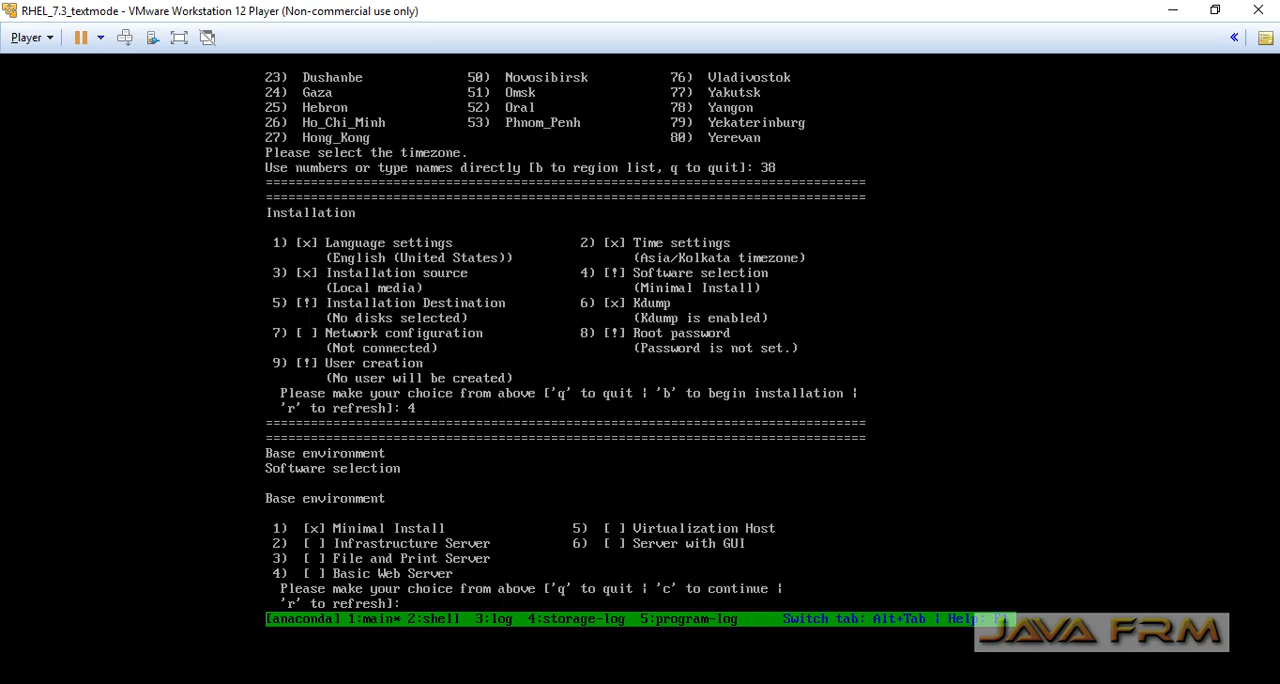 RHEL_7.3_textmode - VMware Workstation 12 Player (Non-commercial use only)
Player
23) Dushanbe 50) Novosibirsk 76) Vladivostok
24) Gaza 51) Omsk 77) Yakutsk
25) Hebron 52) Oral 78) Yangon
26) Ho_Chi_Minh 53) Phnom_Penh 79) Yekaterinburg
27) Hong_Kong 80) Yerevan
Please select the timezone.
Use numbers or type names directly [b to region list, q to quit]: 38
================================================================================
================================================================================
Installation
1) [x] Language settings 2) [x] Time settings
(English (United States)) (Asia/Kolkata timezone)
3) [x] Installation source 4) [!] Software selection
(Local media) (Minimal Install)
5) [!] Installation Destination 6) [x] Kdump
(No disks selected) (Kdump is enabled)
7) [ ] Network configuration 8) [!] Root password
(Not connected) (Password is not set.)
9) [!] User creation
(No user will be created)
Please make your choice from above ['q' to quit | 'b' to begin installation |
'r' to refresh]: 4
================================================================================
================================================================================
Base environment
Software selection
Base environment
1) [x] Minimal Install 5) [ ] Virtualization Host
2) [ ] Infrastructure Server 6) [ ] Server with GUI
3) [ ] File and Print Server
4) [ ] Basic Web Server
Please make your choice from above ['q' to quit | 'c' to continue |
'r' to refresh]:
[anaconda] 1:main* 2:shell 3:log 4:storage-log 5:program-log Switch tab: Alt+Tab | Help: F1
JAVA FRM